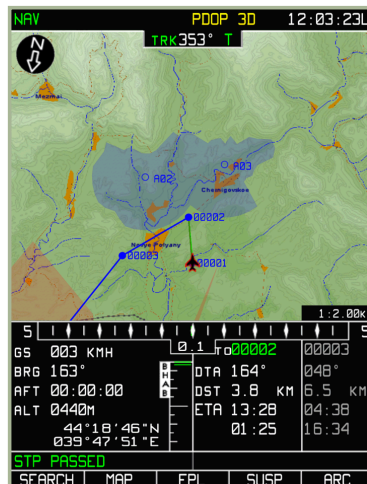 NAV PDOP 3D 12:03:23L
TRK353° T
N
Mezmai
A02
A03
Chernigovskoe
00002
Novye Polyany
00003
00001
1:2.00K
S S
0.1
GS 003 KMH
BRG 163°
AFT 00:00:00
ALT 0440M
44°18'46"N
039°47'51"E
B
H
A
B
TO00002 00003
DTA 164° 048°
DST 3.8 KM 6.5 KM
ETA 13:28 04:38
01:25 16:34
STP PASSED
SEARCH MAP FPL SUSP ARC